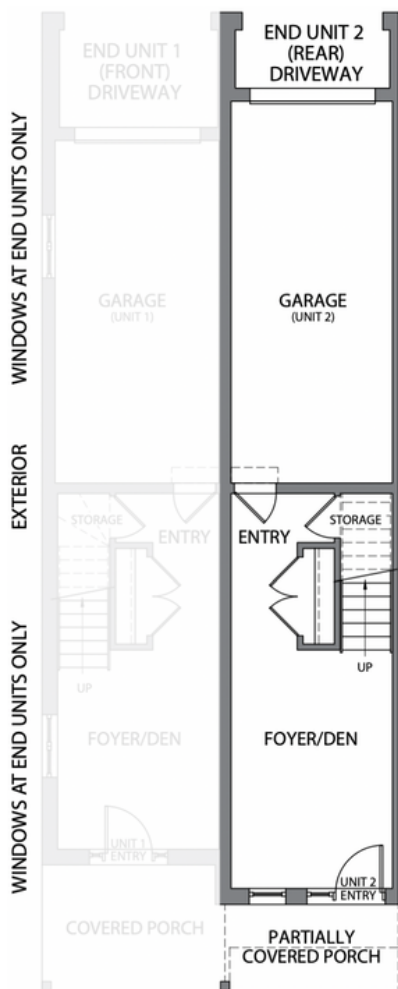 END UNIT 1
(FRONT)
DRIVEWAY
END UNIT 2
(REAR)
DRIVEWAY
WINDOWS AT END UNITS ONLY
GARAGE
(UNIT 1)
GARAGE
(UNIT 2)
EXTERIOR
STORAGE
ENTRY
ENTRY
STORAGE
UP
UP
WINDOWS AT END UNITS ONLY
FOYER/DEN
FOYER/DEN
UNIT 1
ENTRY
UNIT 2
ENTRY
COVERED PORCH
PARTIALLY
COVERED PORCH